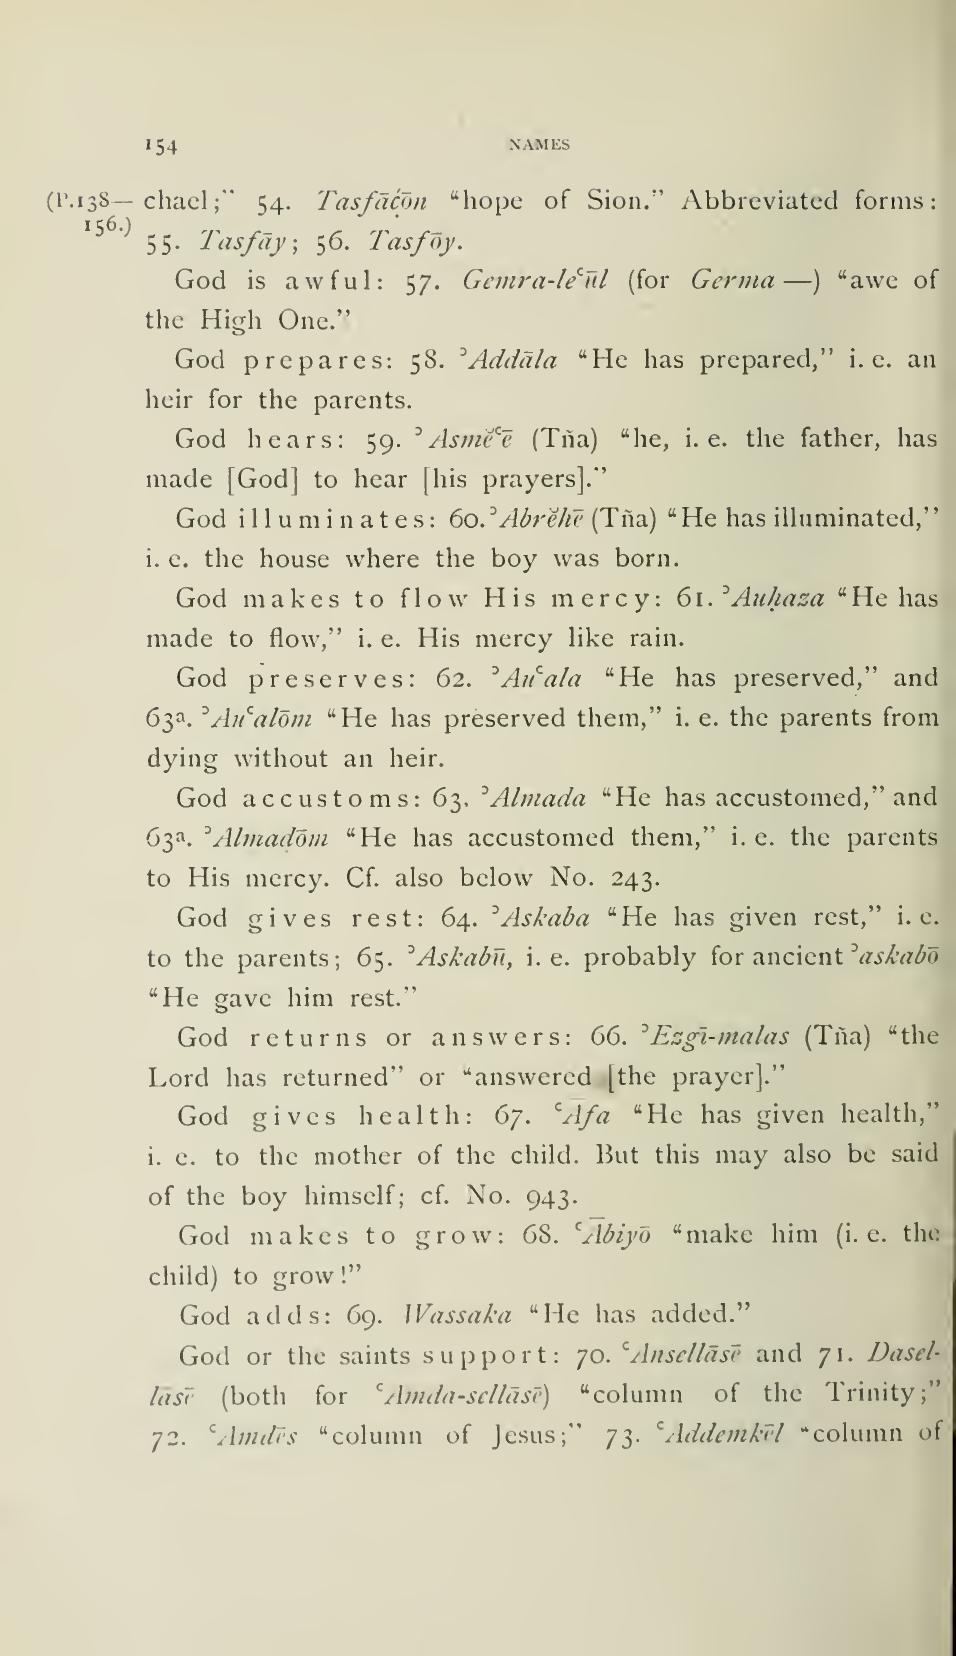 154 NAMES
(P.138— chael;" 54. Tasfāćōn "hope of Sion." Abbreviated forms:
156.) 55. Tasfāy; 56. Tasfōy.
God is awful: 57. Gemra-leʿūl (for Germa —) "awe of
the High One."
God prepares: 58. ʾAddāla "He has prepared," i. e. an
heir for the parents.
God hears: 59. ʾAsmĕʿē (Tña) "he, i. e. the father, has
made [God] to hear [his prayers]."
God illuminates: 60. ʾAbrĕhē (Tña) "He has illuminated,"
i. e. the house where the boy was born.
God makes to flow His mercy: 61. ʾAuḥaza "He has
made to flow," i. e. His mercy like rain.
God preserves: 62. ʾAuʿala "He has preserved," and
63ª. ʾAuʿalōm "He has preserved them," i. e. the parents from
dying without an heir.
God accustoms: 63. ʾAlmada "He has accustomed," and
63ª. ʾAlmadōm "He has accustomed them," i. e. the parents
to His mercy. Cf. also below No. 243.
God gives rest: 64. ʾAskaba "He has given rest," i. e.
to the parents; 65. ʾAskabū, i. e. probably for ancient ʾaskabō
"He gave him rest."
God returns or answers: 66. ʾEzgī-malas (Tña) "the
Lord has returned" or "answered [the prayer]."
God gives health: 67. ʿĀfa "He has given health,"
i. e. to the mother of the child. But this may also be said
of the boy himself; cf. No. 943.
God makes to grow: 68. ʿĀbiyō "make him (i. e. the
child) to grow!"
God adds: 69. Wassaka "He has added."
God or the saints support: 70. ʿAnsellāsē and 71. Dasel-
lāsē (both for ʿAmda-sellāsē) "column of the Trinity;"
72. ʿAmdēs "column of Jesus;" 73. ʿAddemkēl "column of